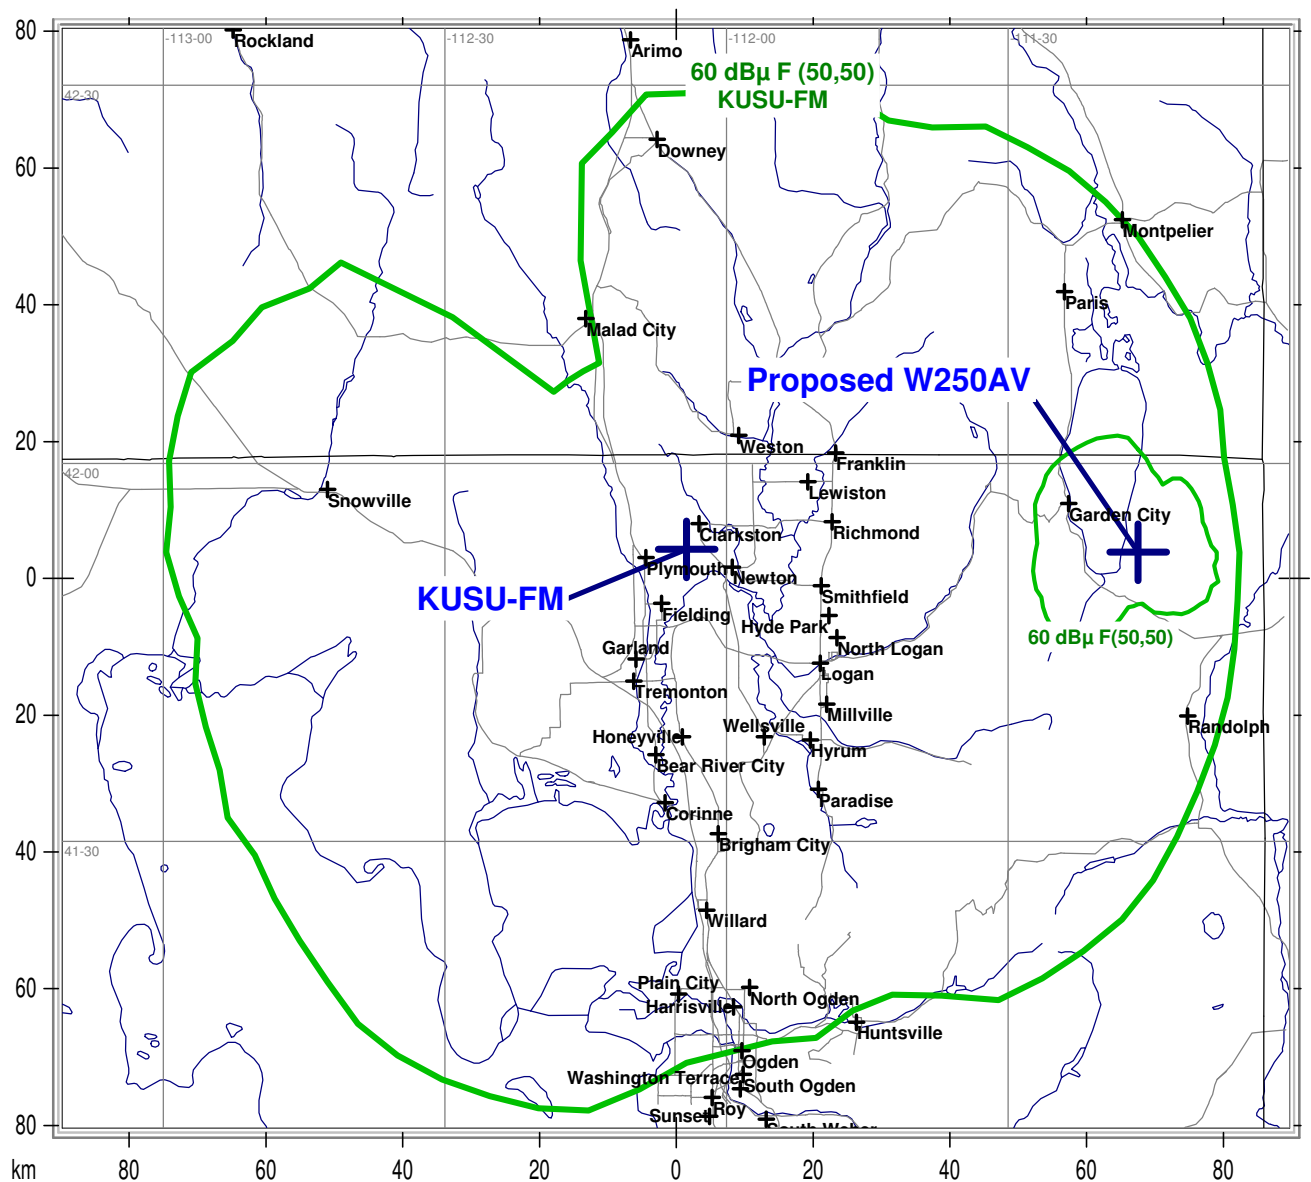 80
-113-00
-112-30
-112-00
-111-30
Rockland
Arimo
60 dBµ F (50,50)
KUSU-FM
42-30
Downey
60
Montpelier
Paris
40
Malad City
Proposed W250AV
20
Weston
Franklin
42-00
Lewiston
Snowville
Garden City
Clarkston
Richmond
0
Plymouth
Newton
KUSU-FM
Smithfield
Fielding
Hyde Park
60 dBµ F(50,50)
Garland
North Logan
Logan
Tremonton
20
Millville
Wellsville
Randolph
Honeyville
Hyrum
Bear River City
Paradise
Corinne
40
Brigham City
41-30
Willard
60
Plain City
North Ogden
Harrisville
Huntsville
Ogden
Washington Terrace
South Ogden
Roy
Sunset
80
South Weber
km
80
60
40
20
0
20
40
60
80